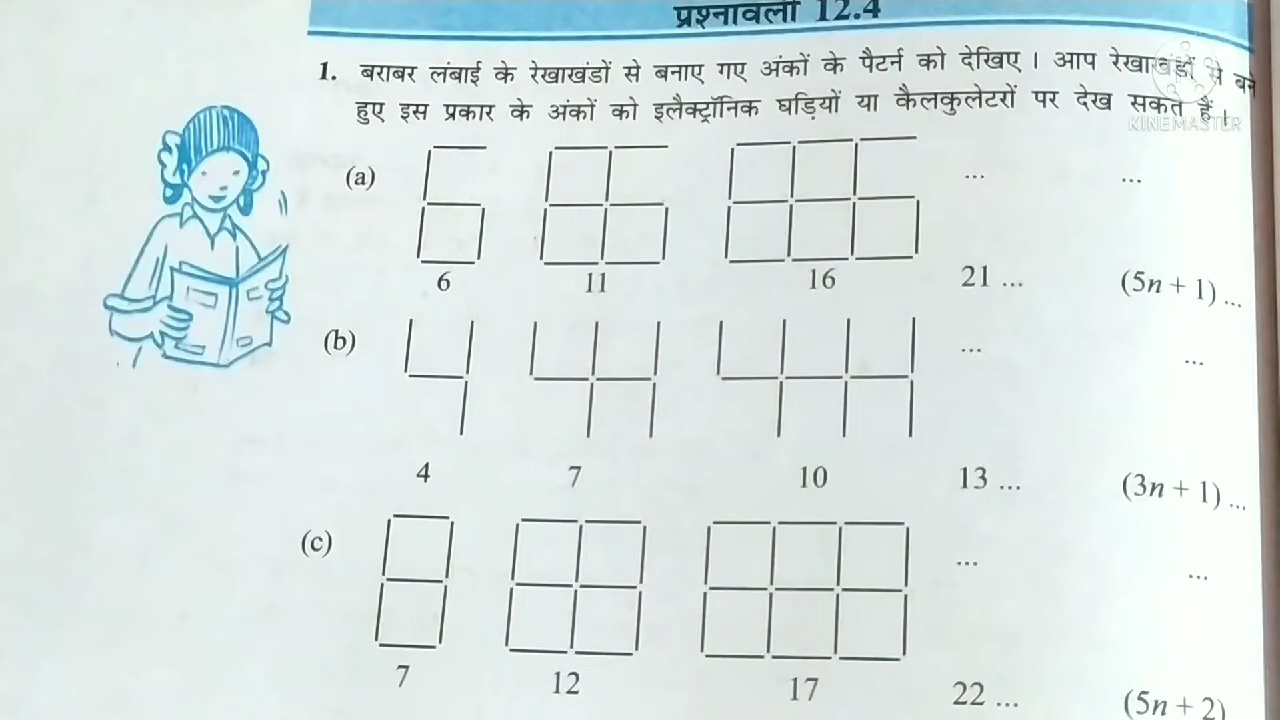 प्रश्नावली 12.4
1. बराबर लंबाई के रेखाखंडों से बनाए गए अंकों के पैटर्न को देखिए । आप रेखाखंडों से बने
हुए इस प्रकार के अंकों को इलैक्ट्रॉनिक घड़ियों या कैलकुलेटरों पर देख सकते हैं ।
KINEMASTER
(a) ... ...
6 11 16 21 ... (5n + 1) ...
(b) ... ...
4 7 10 13 ... (3n + 1) ...
(c) ... ...
7 12 17 22 ... (5n + 2)